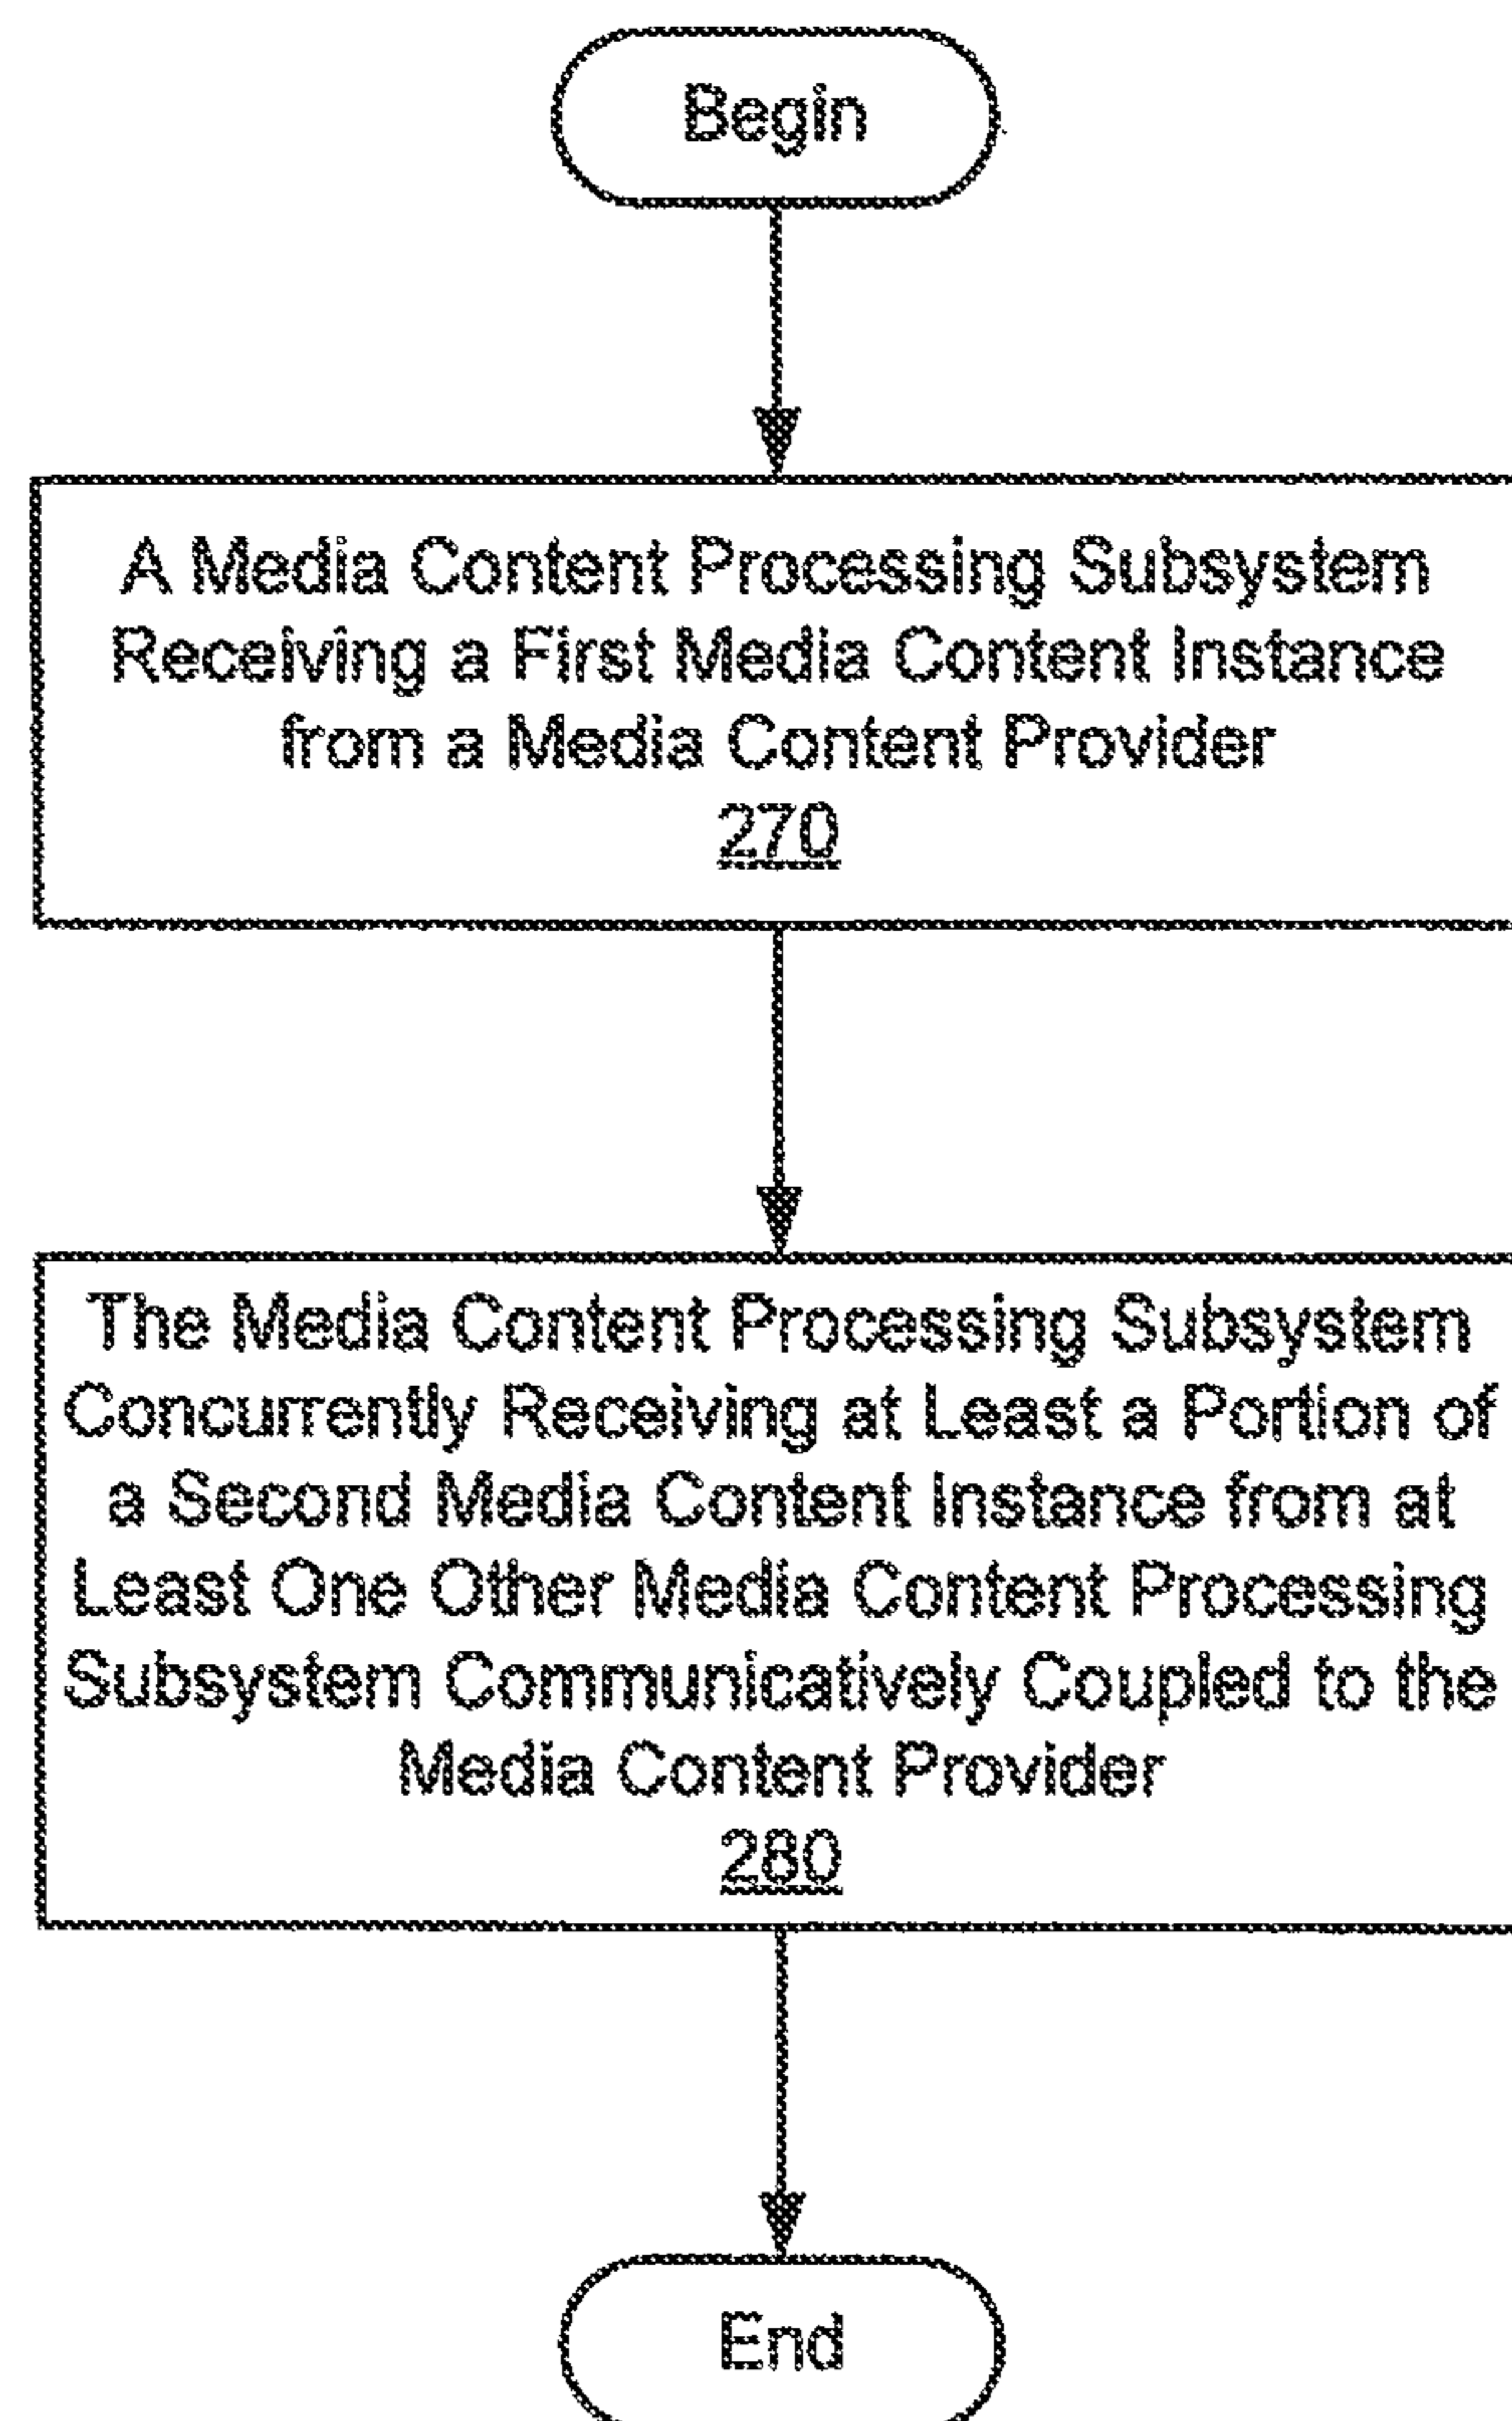 Begin
A Media Content Processing Subsystem
Receiving a First Media Content Instance
from a Media Content Provider
270
The Media Content Processing Subsystem
Concurrently Receiving at Least a Portion of
a Second Media Content Instance from at
Least One Other Media Content Processing
Subsystem Communicatively Coupled to the
Media Content Provider
280
End